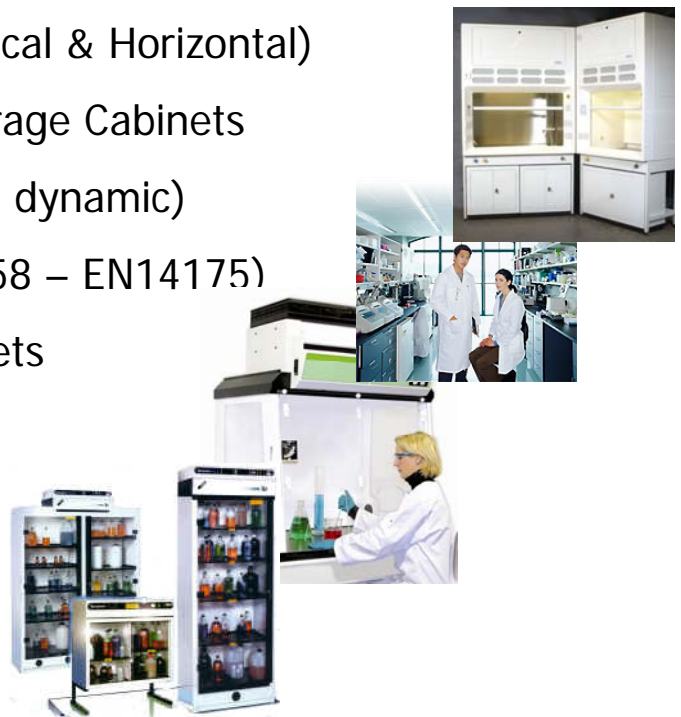 cal & Horizontal)
rage Cabinets
dynamic)
58 – EN14175)
ets